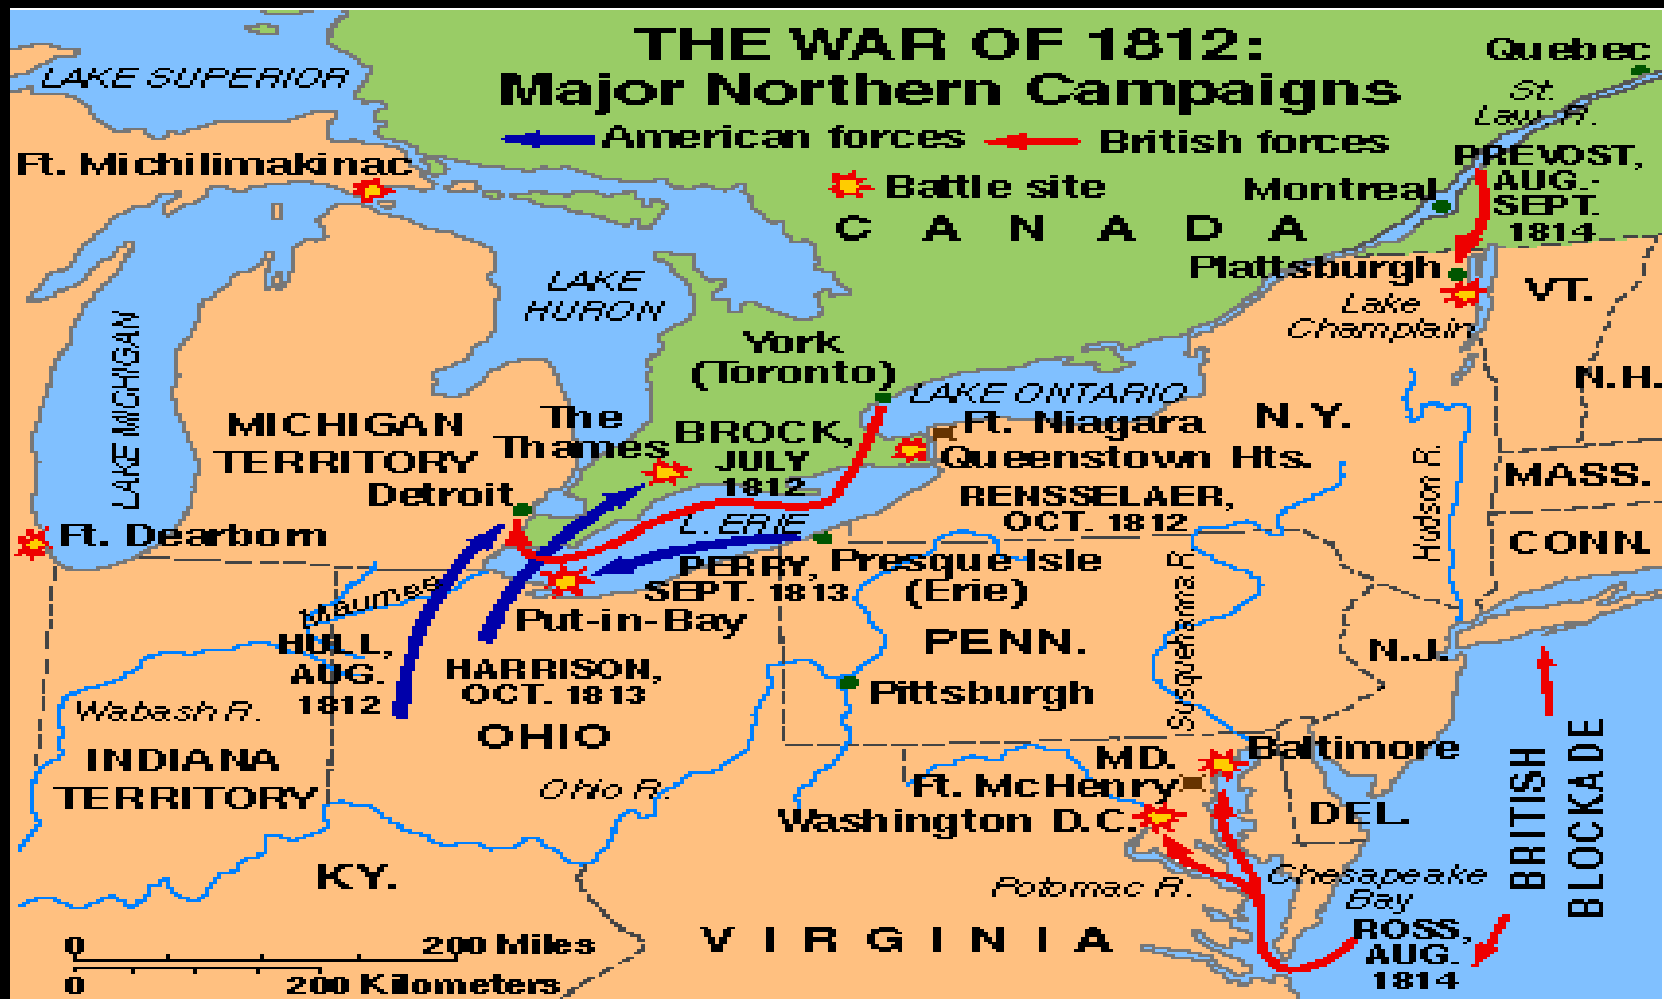 THE WAR OF 1812:
Major Northern Campaigns
American forces
British forces
Battle site
Quebec
St.
Law. R.
LAKE SUPERIOR
Ft. Michilimakinac
PREVOST,
AUG.-
SEPT.
1814
Montreal
CANADA
Plattsburgh
VT.
Lake
Champlain
LAKE
HURON
LAKE MICHIGAN
York
(Toronto)
LAKE ONTARIO
N.H.
MICHIGAN
TERRITORY
The
Thames
BROCK,
JULY
1812
Ft. Niagara
N.Y.
Queenstown Hts.
MASS.
Detroit
RENSSELAER,
OCT. 1812
Hudson R.
L. ERIE
Ft. Dearborn
CONN.
PERRY,
SEPT. 1813
Presque Isle
(Erie)
Susquehanna R.
Maumee
Put-in-Bay
HULL,
AUG.
1812
PENN.
N.J.
HARRISON,
OCT. 1813
Pittsburgh
Wabash R.
OHIO
INDIANA
TERRITORY
Ohio R.
MD.
Baltimore
Ft. McHenry
Washington D.C.
DEL.
BRITISH
BLOCKADE
KY.
Potomac R.
Chesapeake
Bay
VIRGINIA
ROSS,
AUG.
1814
0 200 Miles
0 200 Kilometers